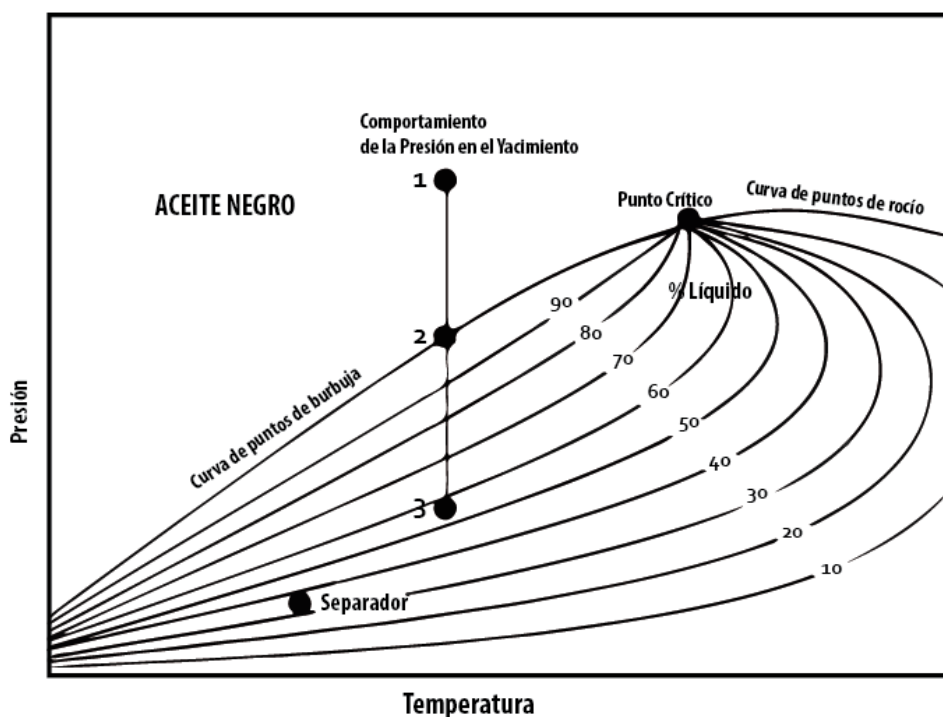 Comportamiento
de la Presión en el Yacimiento
1
ACEITE NEGRO
Punto Crítico
Curva de puntos de rocío
% Líquido
90
2
80
70
60
Curva de puntos de burbuja
Presión
50
40
3
30
20
10
Separador
Temperatura